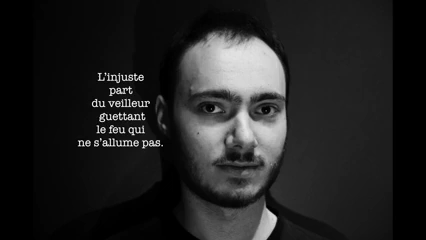 L'injuste
part
du veilleur
guettant
le feu qui
ne s'allume pas.